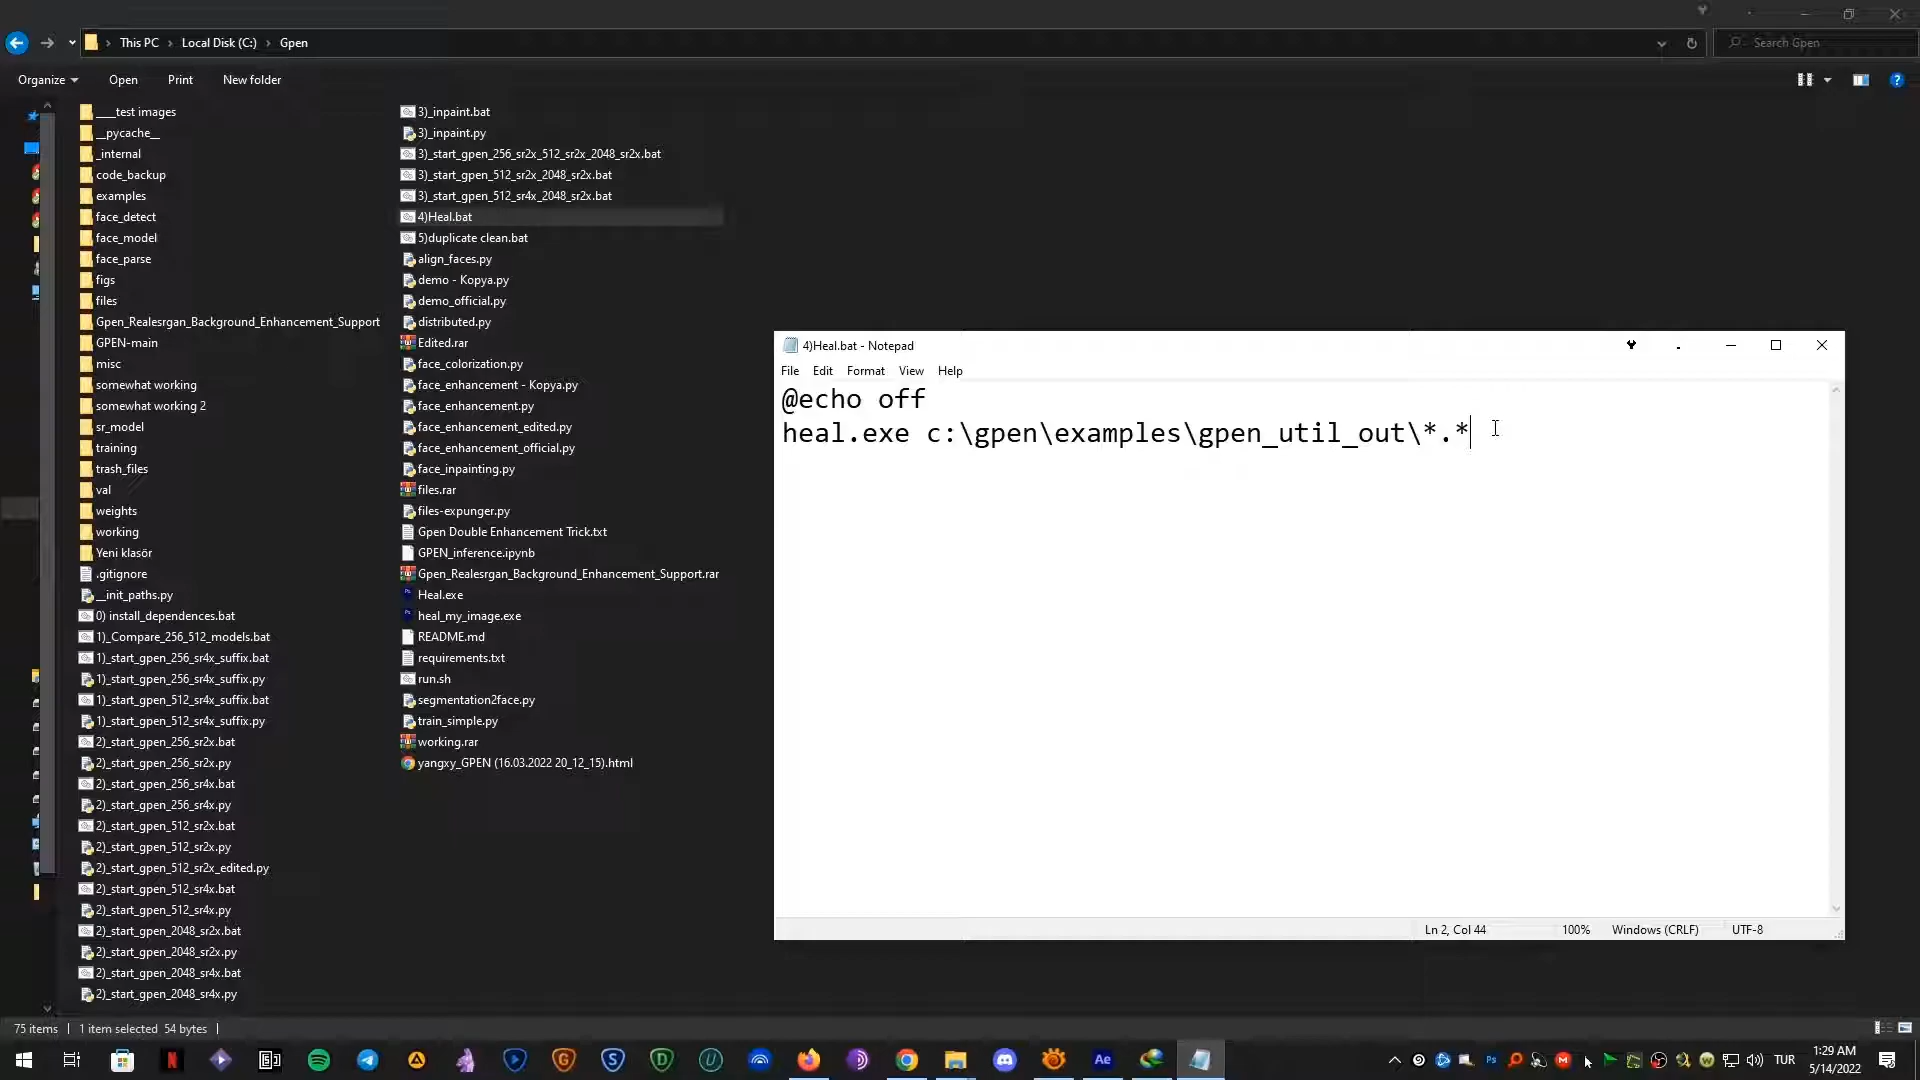 This PC
Local Disk (C:)
Gpen
Search Gpen
Organize
Open
Print
New folder
____test images
__pycache__
_internal
code_backup
examples
face_detect
face_model
face_parse
figs
files
Gpen_Realesrgan_Background_Enhancement_Support
GPEN-main
misc
somewhat working
somewhat working 2
sr_model
training
trash_files
val
weights
working
Yeni klasör
.gitignore
__init_paths.py
0) install_dependences.bat
1)_Compare_256_512_models.bat
1)_start_gpen_256_sr4x_suffix.bat
1)_start_gpen_256_sr4x_suffix.py
1)_start_gpen_512_sr4x_suffix.bat
1)_start_gpen_512_sr4x_suffix.py
2)_start_gpen_256_sr2x.bat
2)_start_gpen_256_sr2x.py
2)_start_gpen_256_sr4x.bat
2)_start_gpen_256_sr4x.py
2)_start_gpen_512_sr2x.bat
2)_start_gpen_512_sr2x.py
2)_start_gpen_512_sr2x_edited.py
2)_start_gpen_512_sr4x.bat
2)_start_gpen_512_sr4x.py
2)_start_gpen_2048_sr2x.bat
2)_start_gpen_2048_sr2x.py
2)_start_gpen_2048_sr4x.bat
2)_start_gpen_2048_sr4x.py
3)_inpaint.bat
3)_inpaint.py
3)_start_gpen_256_sr2x_512_sr2x_2048_sr2x.bat
3)_start_gpen_512_sr2x_2048_sr2x.bat
3)_start_gpen_512_sr4x_2048_sr2x.bat
4)Heal.bat
5)duplicate clean.bat
align_faces.py
demo - Kopya.py
demo_official.py
distributed.py
Edited.rar
face_colorization.py
face_enhancement - Kopya.py
face_enhancement.py
face_enhancement_edited.py
face_enhancement_official.py
face_inpainting.py
files.rar
files-expunger.py
Gpen Double Enhancement Trick.txt
GPEN_inference.ipynb
Gpen_Realesrgan_Background_Enhancement_Support.rar
Heal.exe
heal_my_image.exe
README.md
requirements.txt
run.sh
segmentation2face.py
train_simple.py
working.rar
yangxy_GPEN (16.03.2022 20_12_15).html
4)Heal.bat - Notepad
File Edit Format View Help
@echo off
heal.exe c:\gpen\examples\gpen_util_out\*.*
Ln 2, Col 44
100%
Windows (CRLF)
UTF-8
75 items
1 item selected 54 bytes
Ae
TUR
1:29 AM
5/14/2022